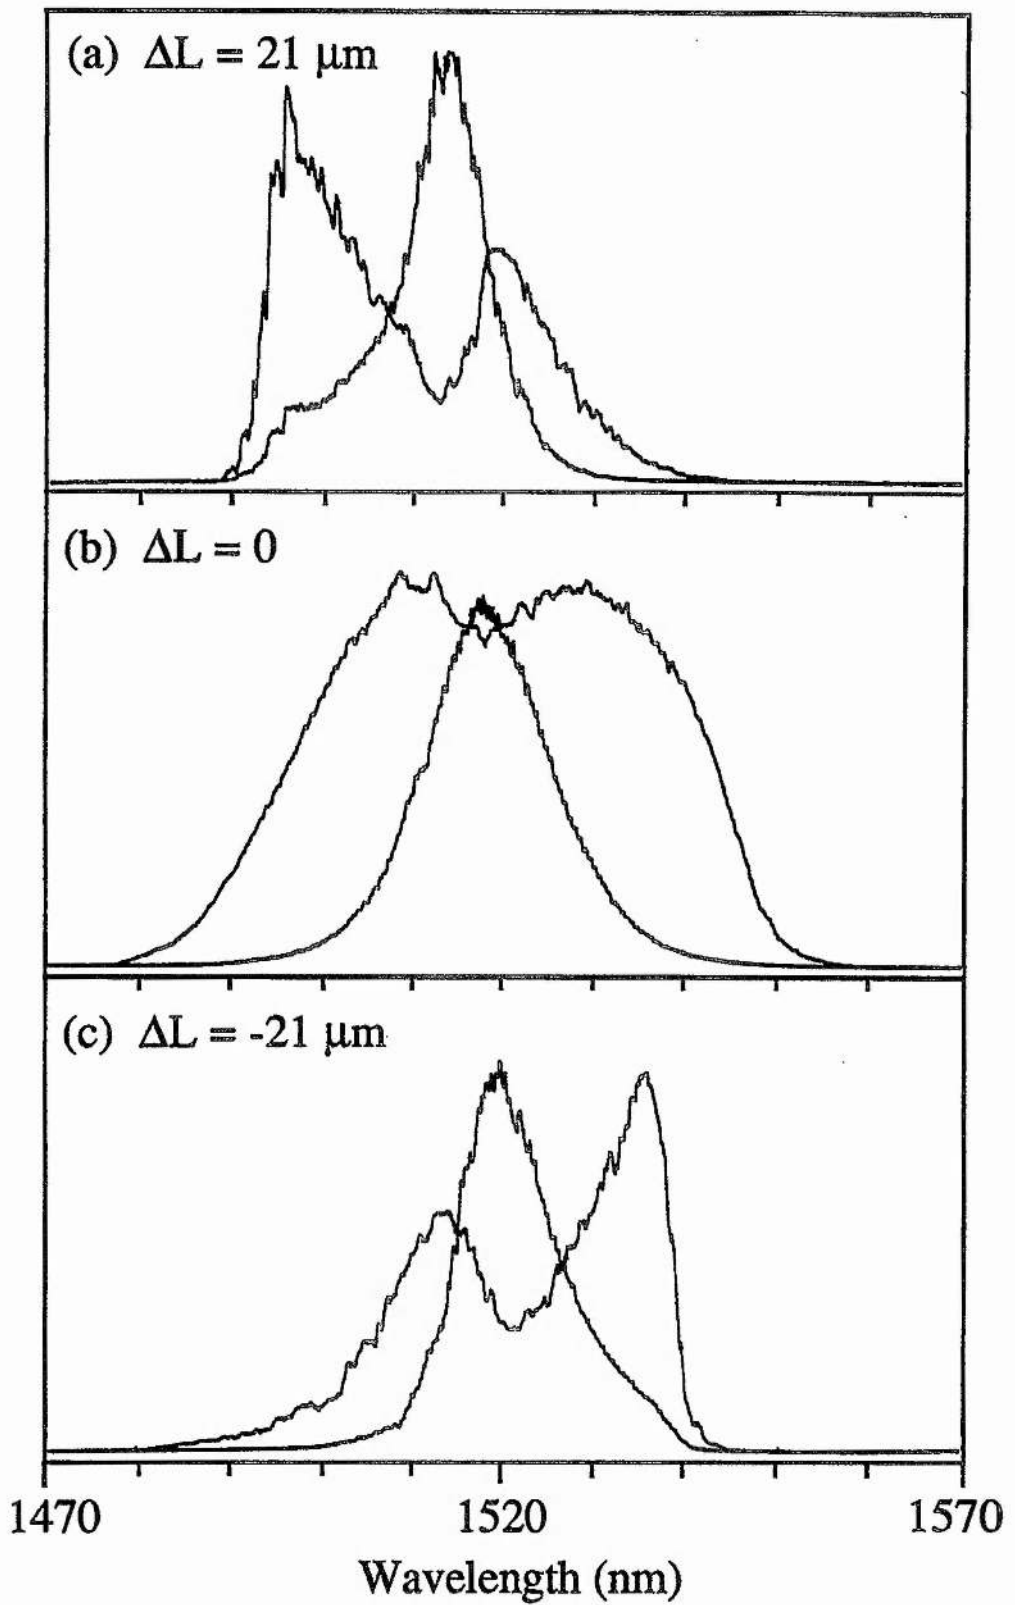 (a) ΔL = 21 μm
(b) ΔL = 0
(c) ΔL = -21 μm
1470 1520 1570
Wavelength (nm)